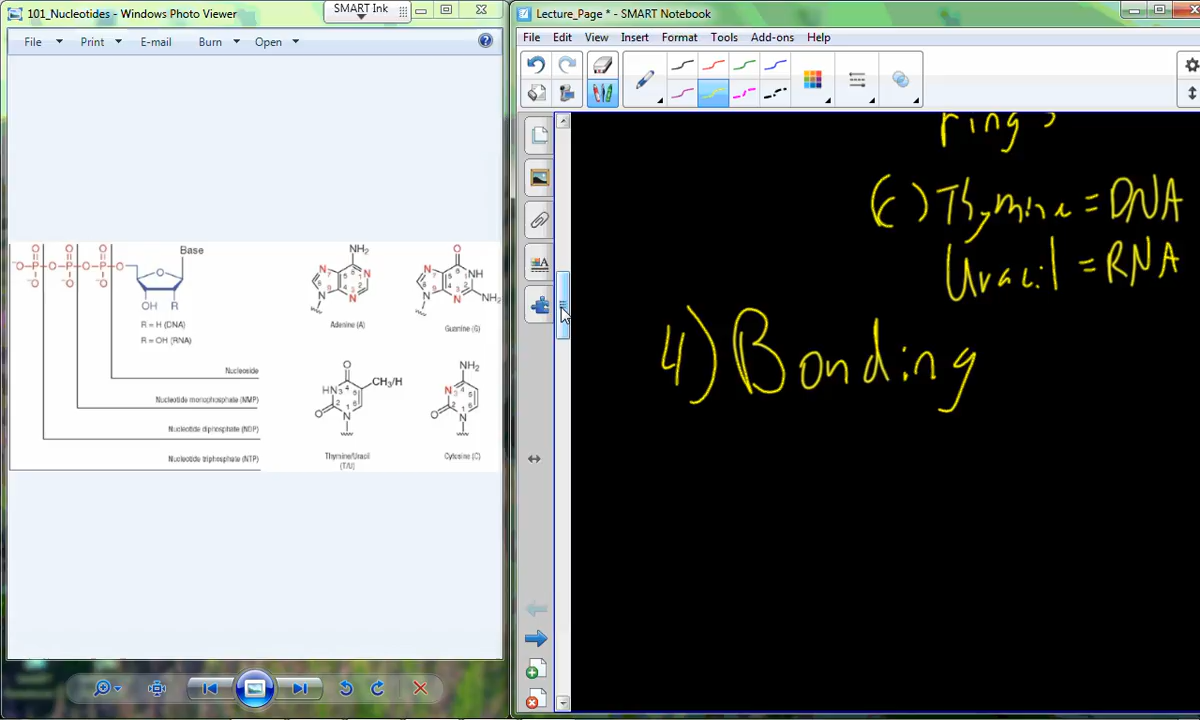 101_Nucleotides - Windows Photo Viewer
SMART Ink
File Print E-mail Burn Open
Base
OH R
R = H (DNA)
R = OH (RNA)
Nucleoside
Nucleotide monophosphate (NMP)
Nucleotide diphosphate (NDP)
Nucleotide triphosphate (NTP)
NH₂
Adenine (A)
O
NH
NH₂
Guanine (G)
O
CH₃/H
HN
Thymine/Uracil
(T/U)
NH₂
Cytosine (C)
Lecture_Page * - SMART Notebook
File Edit View Insert Format Tools Add-ons Help
rings
(c) Thymine = DNA
Uracil = RNA
4) Bonding